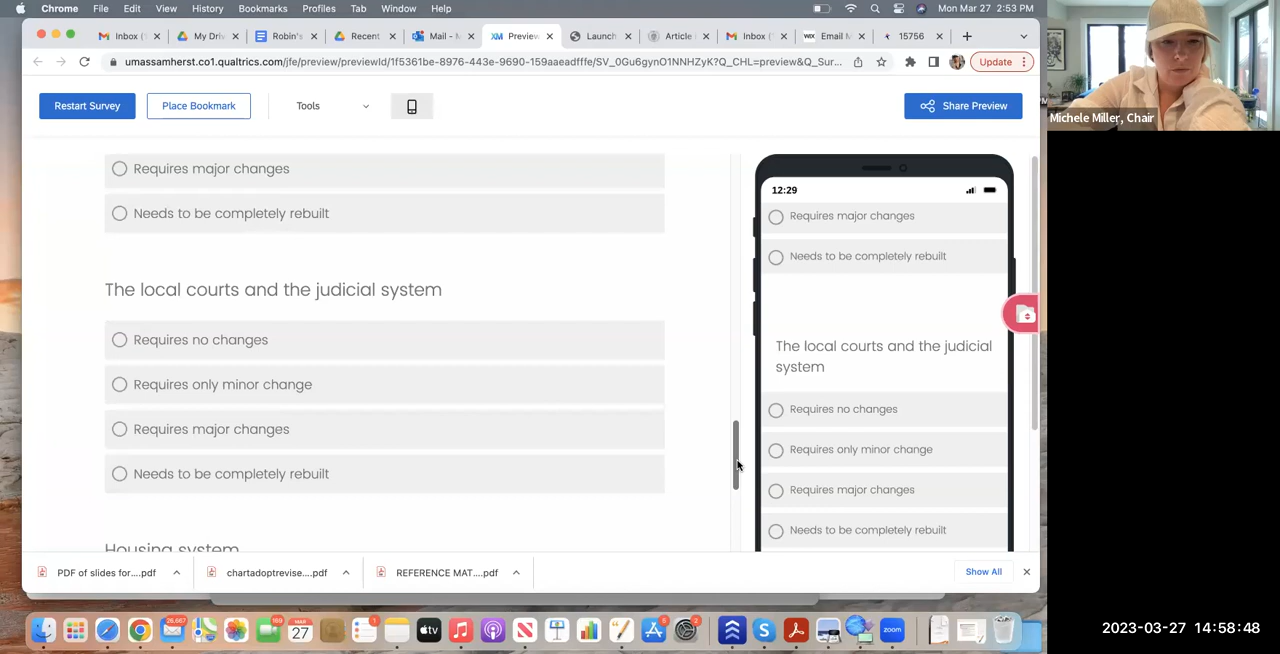 Chrome File Edit View History Bookmarks Profiles Tab Window Help Mon Mar 27 2:53 PM
Inbox ( My Driv Robin's Recent Mail - M Preview Launch Article Inbox ( Email M 15756
umassamherst.co1.qualtrics.com/jfe/preview/previewId/1f5361be-8976-443e-9690-159aaeadfffe/SV_0Gu6gynO1NNHZyK?Q_CHL=preview&Q_Sur... Update
Restart Survey Place Bookmark Tools Share Preview
Requires major changes
Needs to be completely rebuilt
The local courts and the judicial system
Requires no changes
Requires only minor change
Requires major changes
Needs to be completely rebuilt
Housing system
12:29
Requires major changes
Needs to be completely rebuilt
The local courts and the judicial
system
Requires no changes
Requires only minor change
Requires major changes
Needs to be completely rebuilt
PDF of slides for....pdf chartadoptrevise....pdf REFERENCE MAT....pdf Show All
MAR
27
tv
zoom
Michele Miller, Chair
2023-03-27 14:58:48